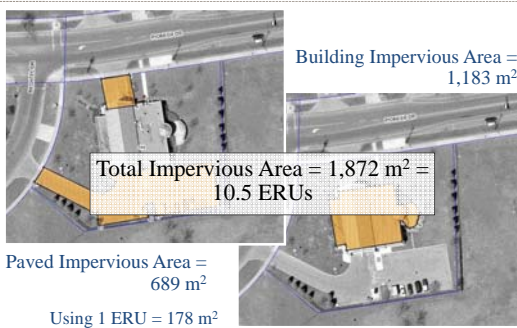 Building Impervious Area =
1,183 m²
Total Impervious Area = 1,872 m² =
10.5 ERUs
Paved Impervious Area =
689 m²
Using 1 ERU = 178 m²